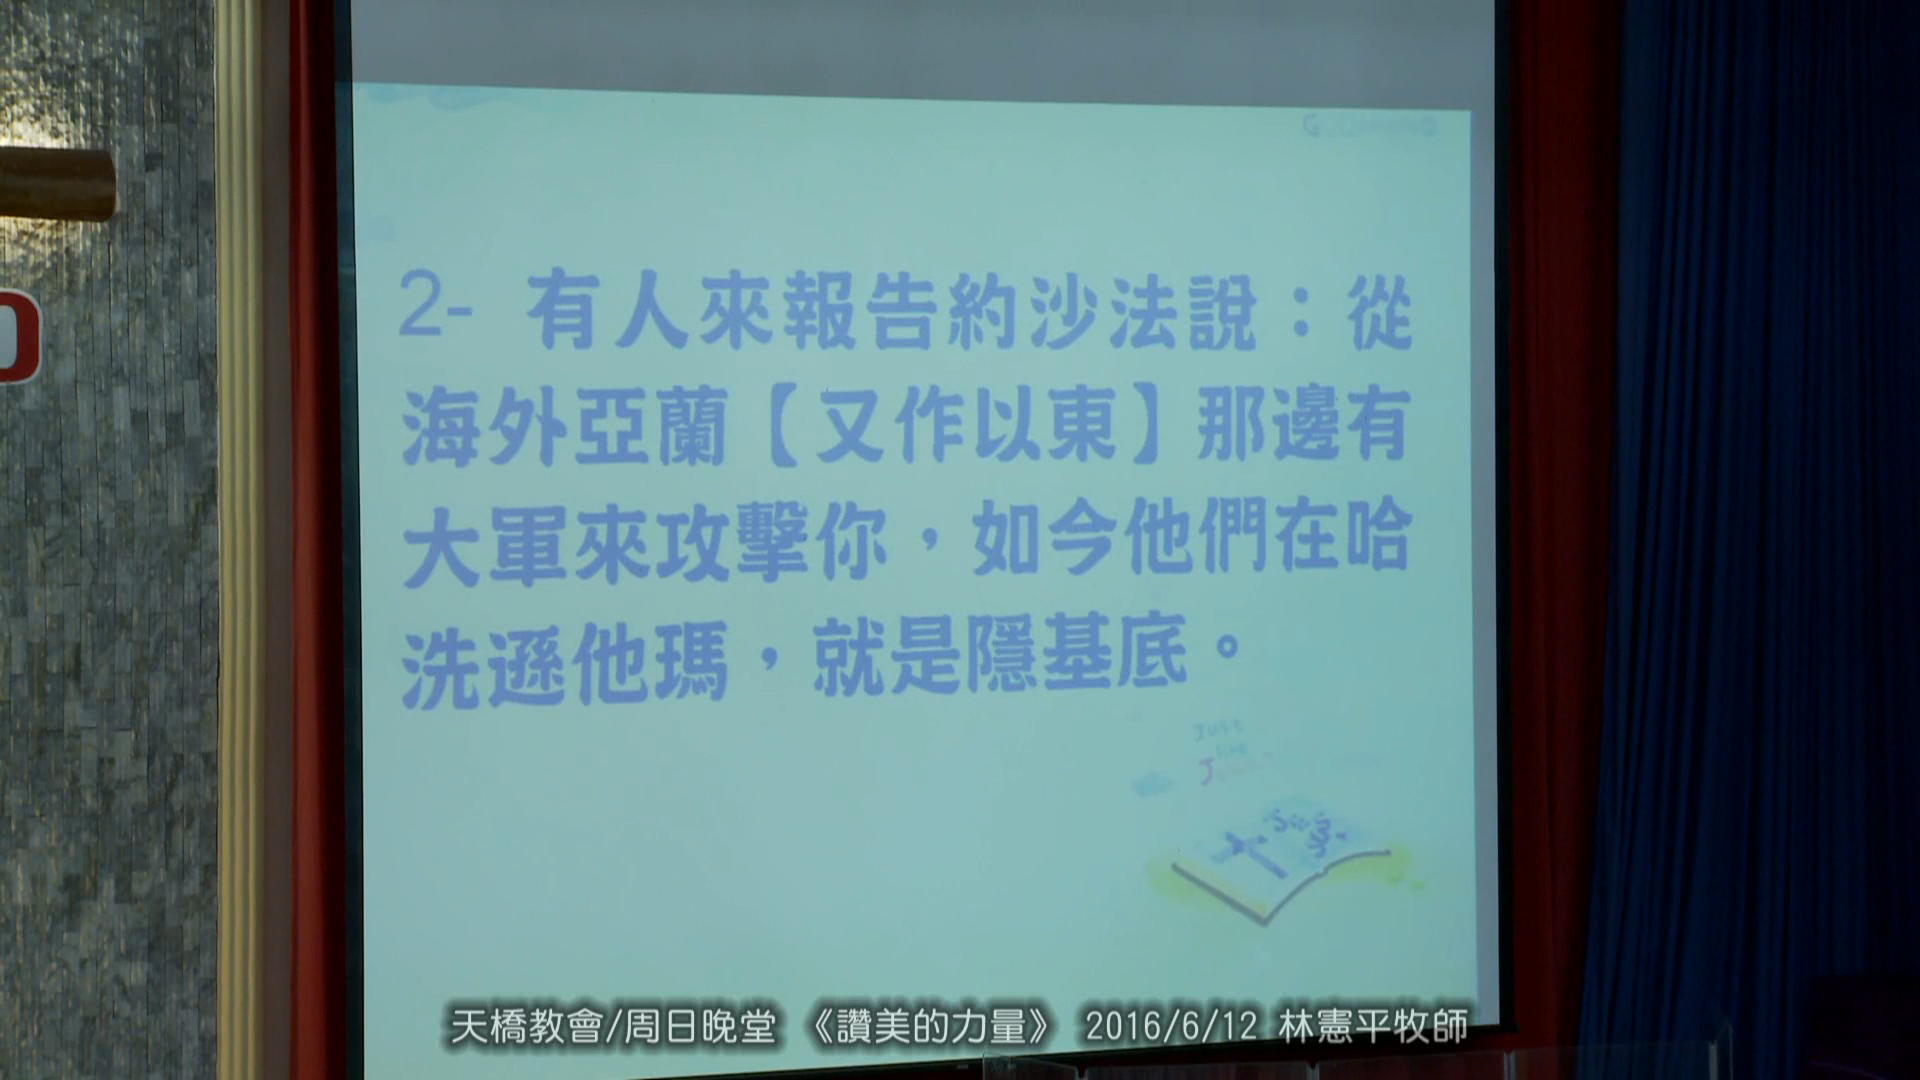 2- 有人來報告約沙法說：從
海外亞蘭【又作以東】那邊有
大軍來攻擊你，如今他們在哈
洗遜他瑪，就是隱基底。
Just
like
天橋教會/周日晚堂 《讚美的力量》 2016/6/12 林憲平牧師